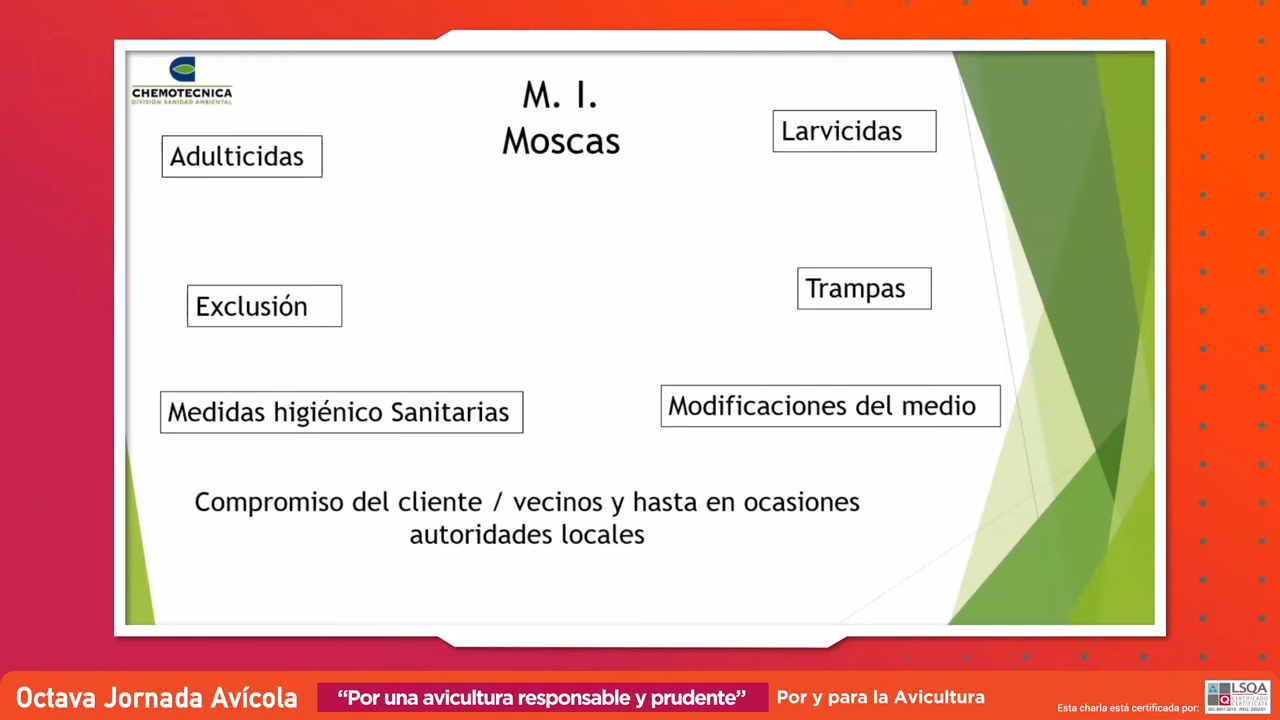 CHEMOTECNICA
DIVISIÓN SANIDAD AMBIENTAL
M. I.
Moscas
Adulticidas
Larvicidas
Exclusión
Trampas
Medidas higiénico Sanitarias
Modificaciones del medio
Compromiso del cliente / vecinos y hasta en ocasiones
autoridades locales
Octava Jornada Avícola
“Por una avicultura responsable y prudente”
Por y para la Avicultura
Esta charla está certificada por:
LSQA